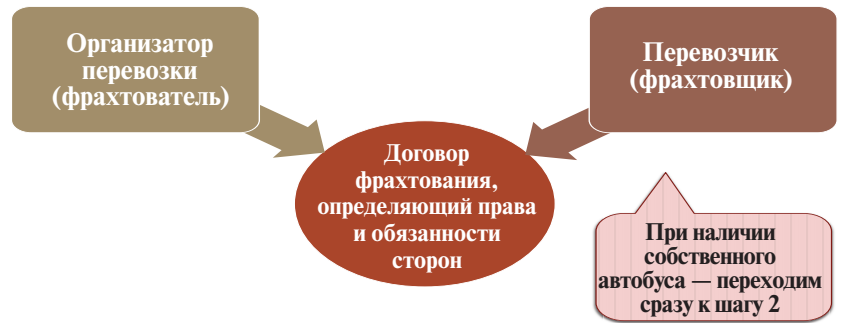 Организатор
перевозки
(фрахтователь)
Перевозчик
(фрахтовщик)
Договор
фрахтования,
определяющий права
и обязанности
сторон
При наличии
собственного
автобуса — переходим
сразу к шагу 2